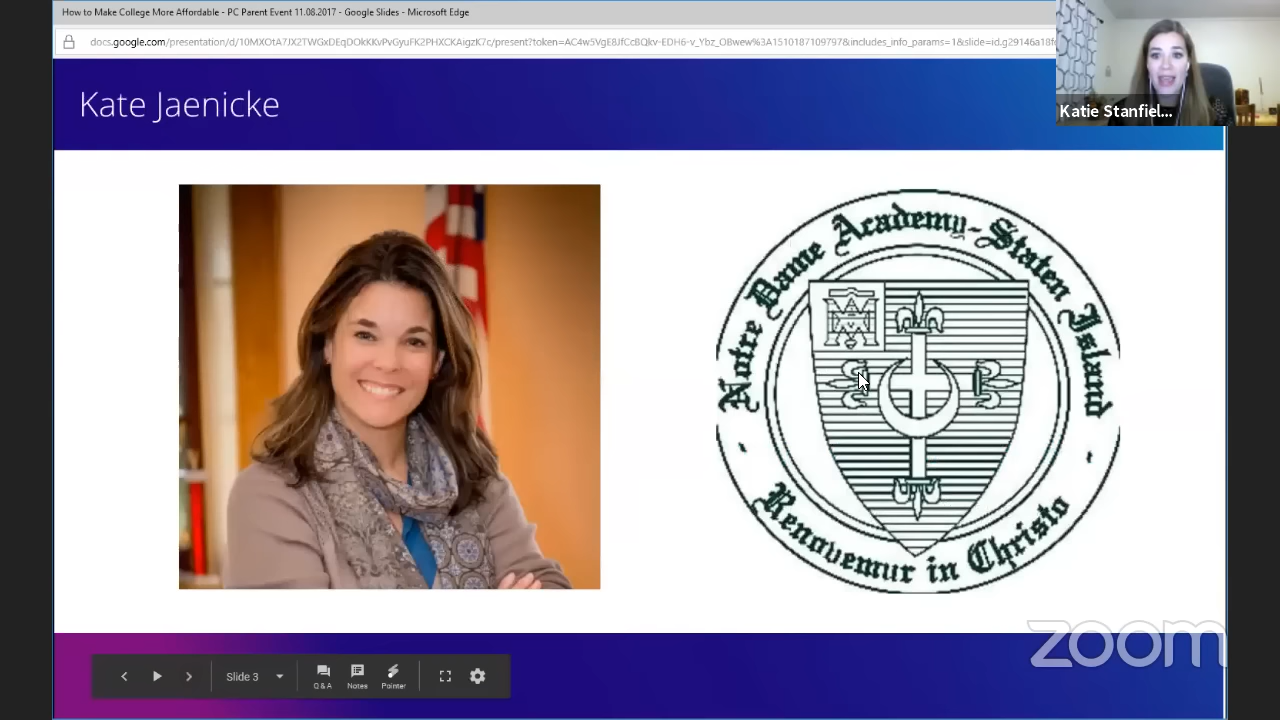 How to Make College More Affordable - PC Parent Event 11.08.2017 - Google Slides - Microsoft Edge
Katie Stanfiel...
Kate Jaenicke
Notre Dame Academy-Staten Island
- Renovemur in Christo -
zoom
Slide 3
Q & A
Notes
Pointer